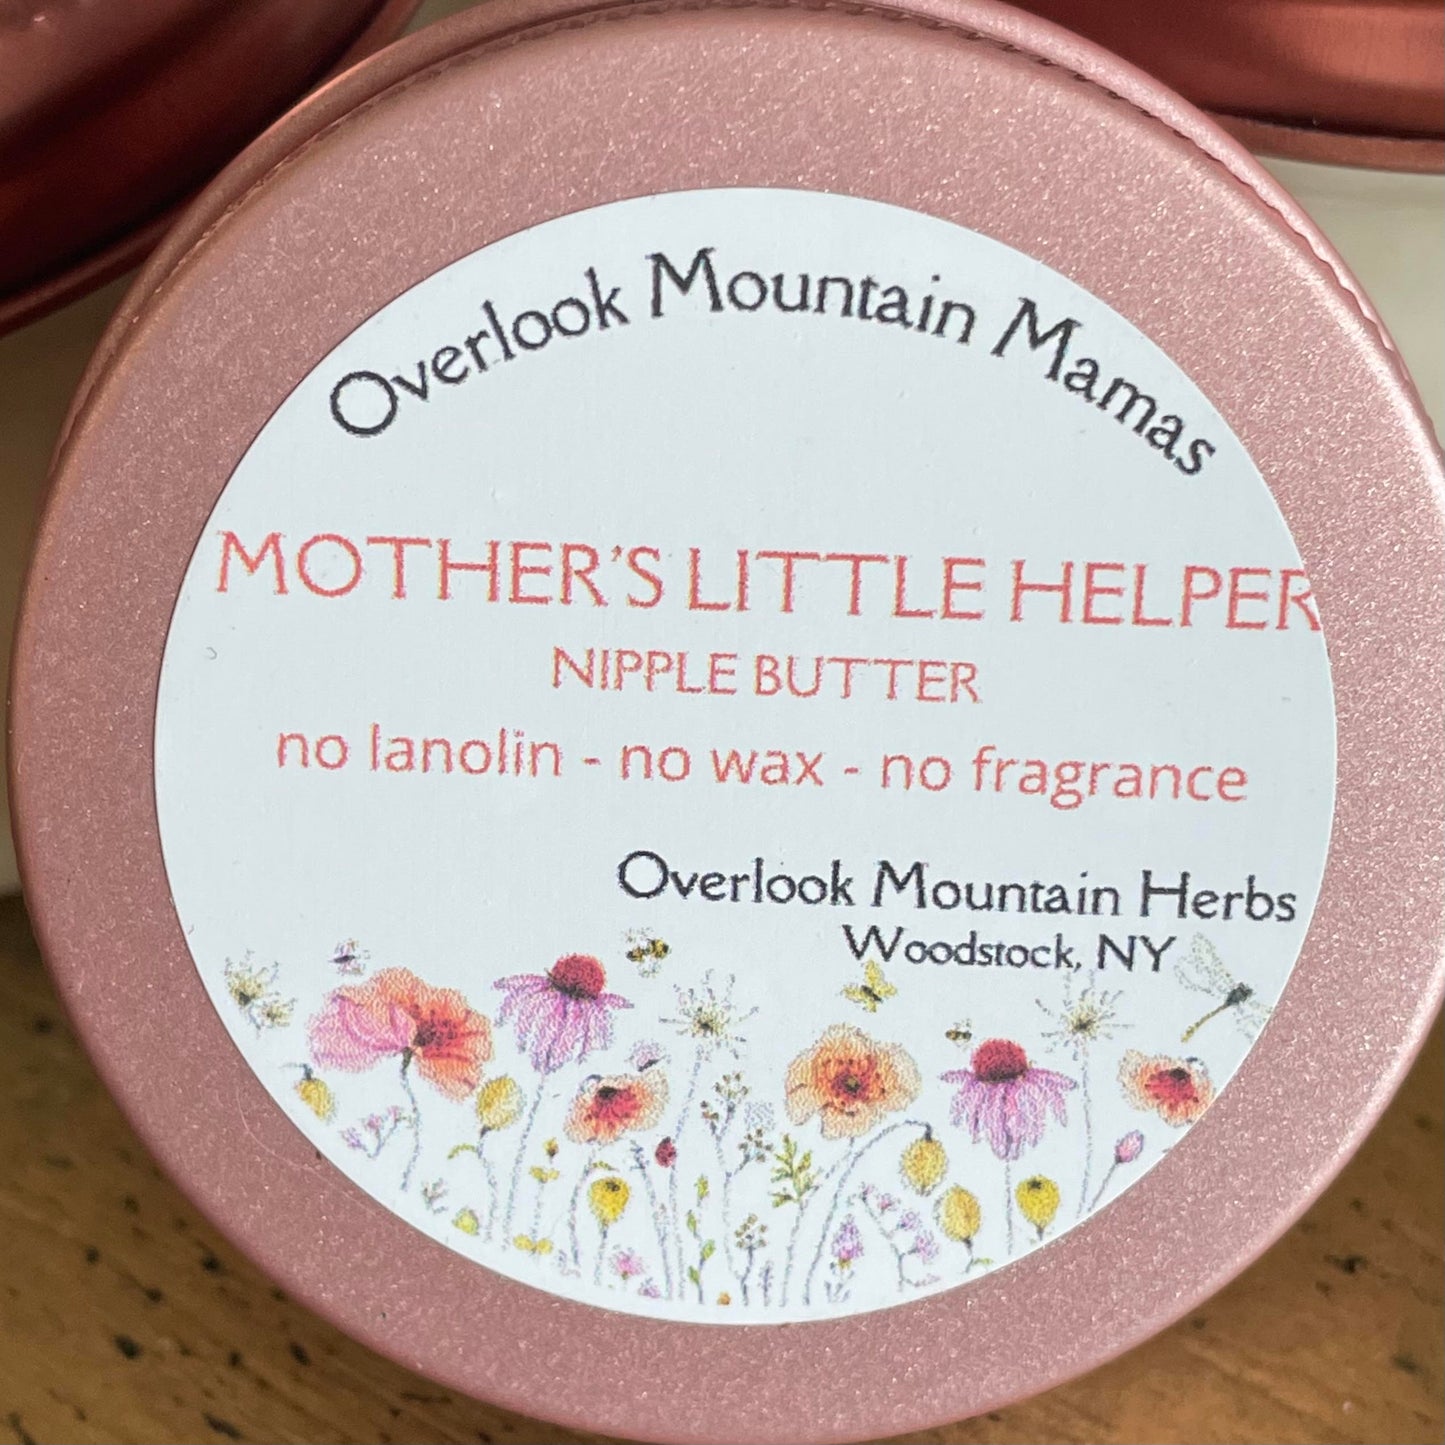 Overlook Mountain Mamas
MOTHER'S LITTLE HELPER
NIPPLE BUTTER
no lanolin - no wax - no fragrance
Overlook Mountain Herbs
Woodstock, NY